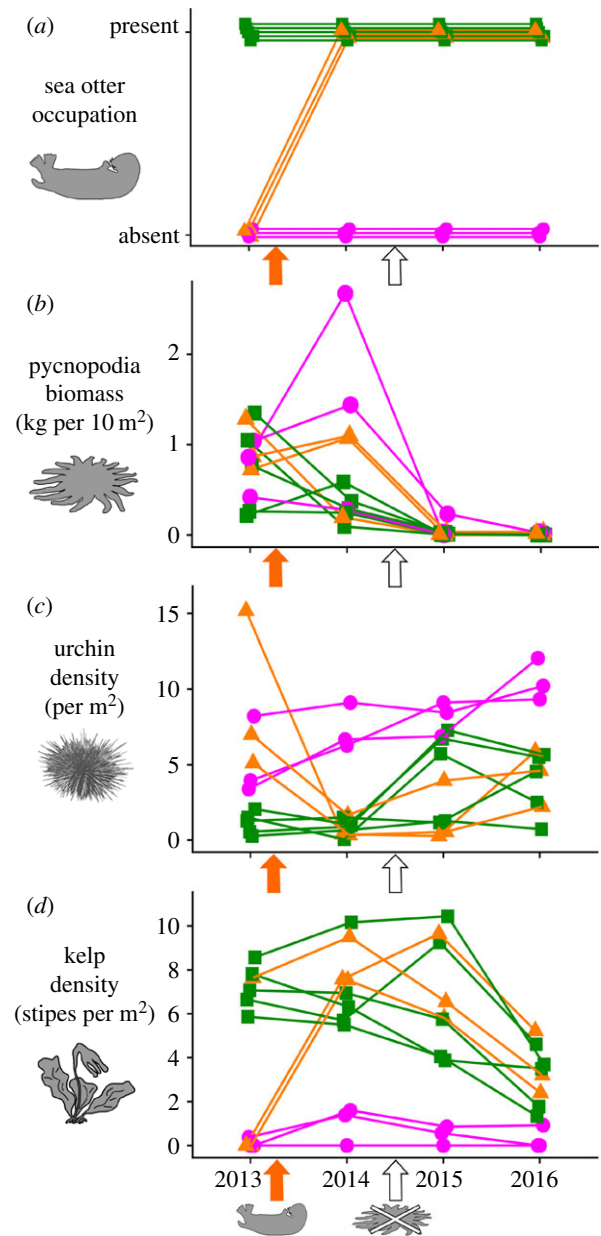 (a)
present
sea otter
occupation
absent
(b)
2
pycnopodia
biomass
(kg per 10 m²)
1
0
(c)
15
urchin
density
(per m²)
10
5
0
(d)
10
kelp
density
(stipes per m²)
8
6
4
2
0
2013 2014 2015 2016